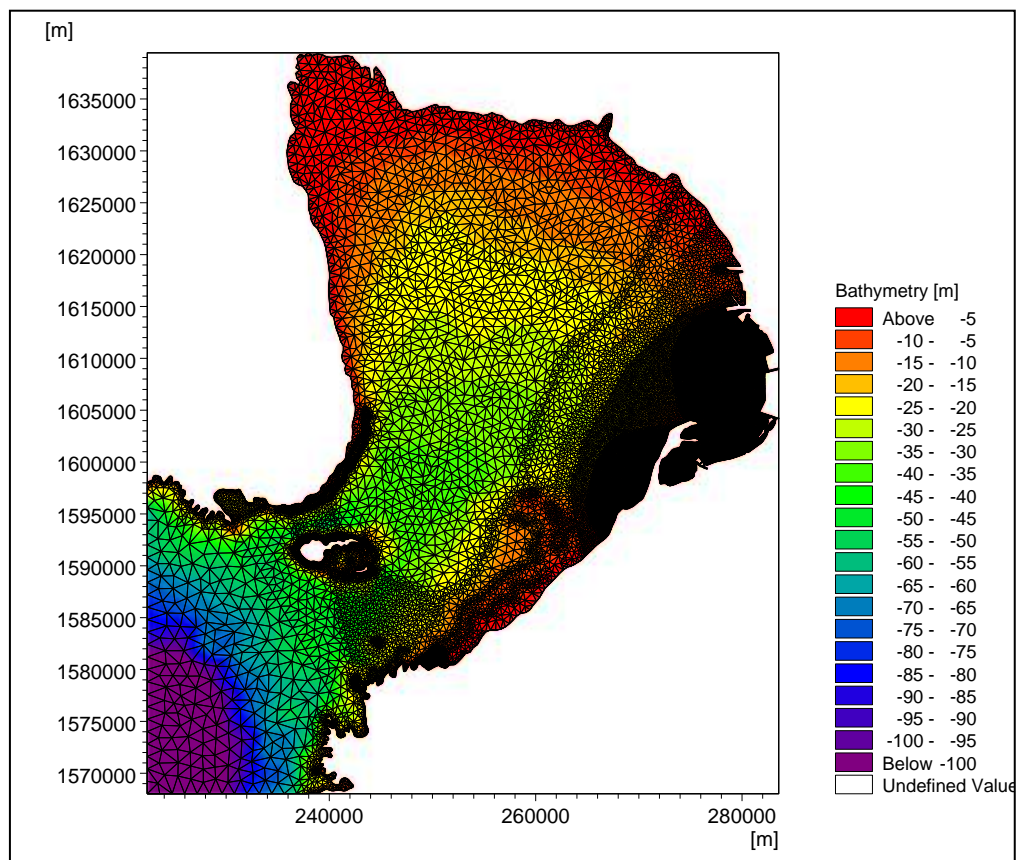 [m]
1635000
1630000
1625000
1620000
1615000
1610000
1605000
1600000
1595000
1590000
1585000
1580000
1575000
1570000
240000 260000 280000
[m]
Bathymetry [m]
Above -5
-10 - -5
-15 - -10
-20 - -15
-25 - -20
-30 - -25
-35 - -30
-40 - -35
-45 - -40
-50 - -45
-55 - -50
-60 - -55
-65 - -60
-70 - -65
-75 - -70
-80 - -75
-85 - -80
-90 - -85
-95 - -90
-100 - -95
Below -100
Undefined Value